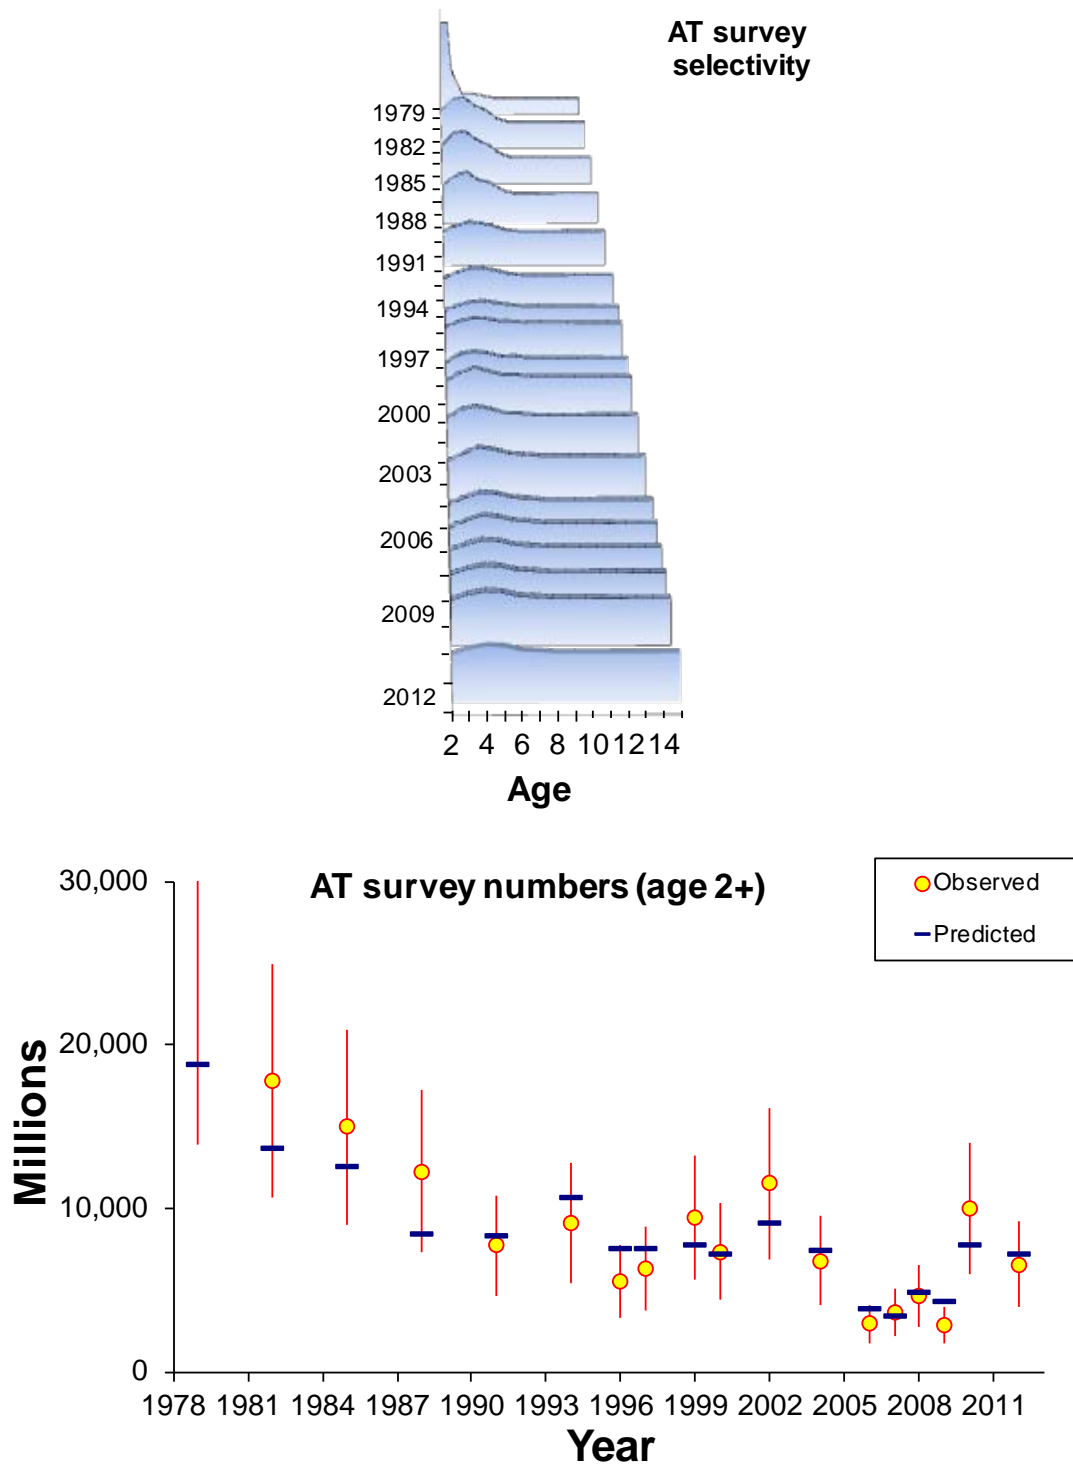 AT survey
selectivity
1979
1982
1985
1988
1991
1994
1997
2000
2003
2006
2009
2012
2 4 6 8 10 12 14
Age
AT survey numbers (age 2+)
Observed
Predicted
30,000
20,000
10,000
0
Millions
1978 1981 1984 1987 1990 1993 1996 1999 2002 2005 2008 2011
Year